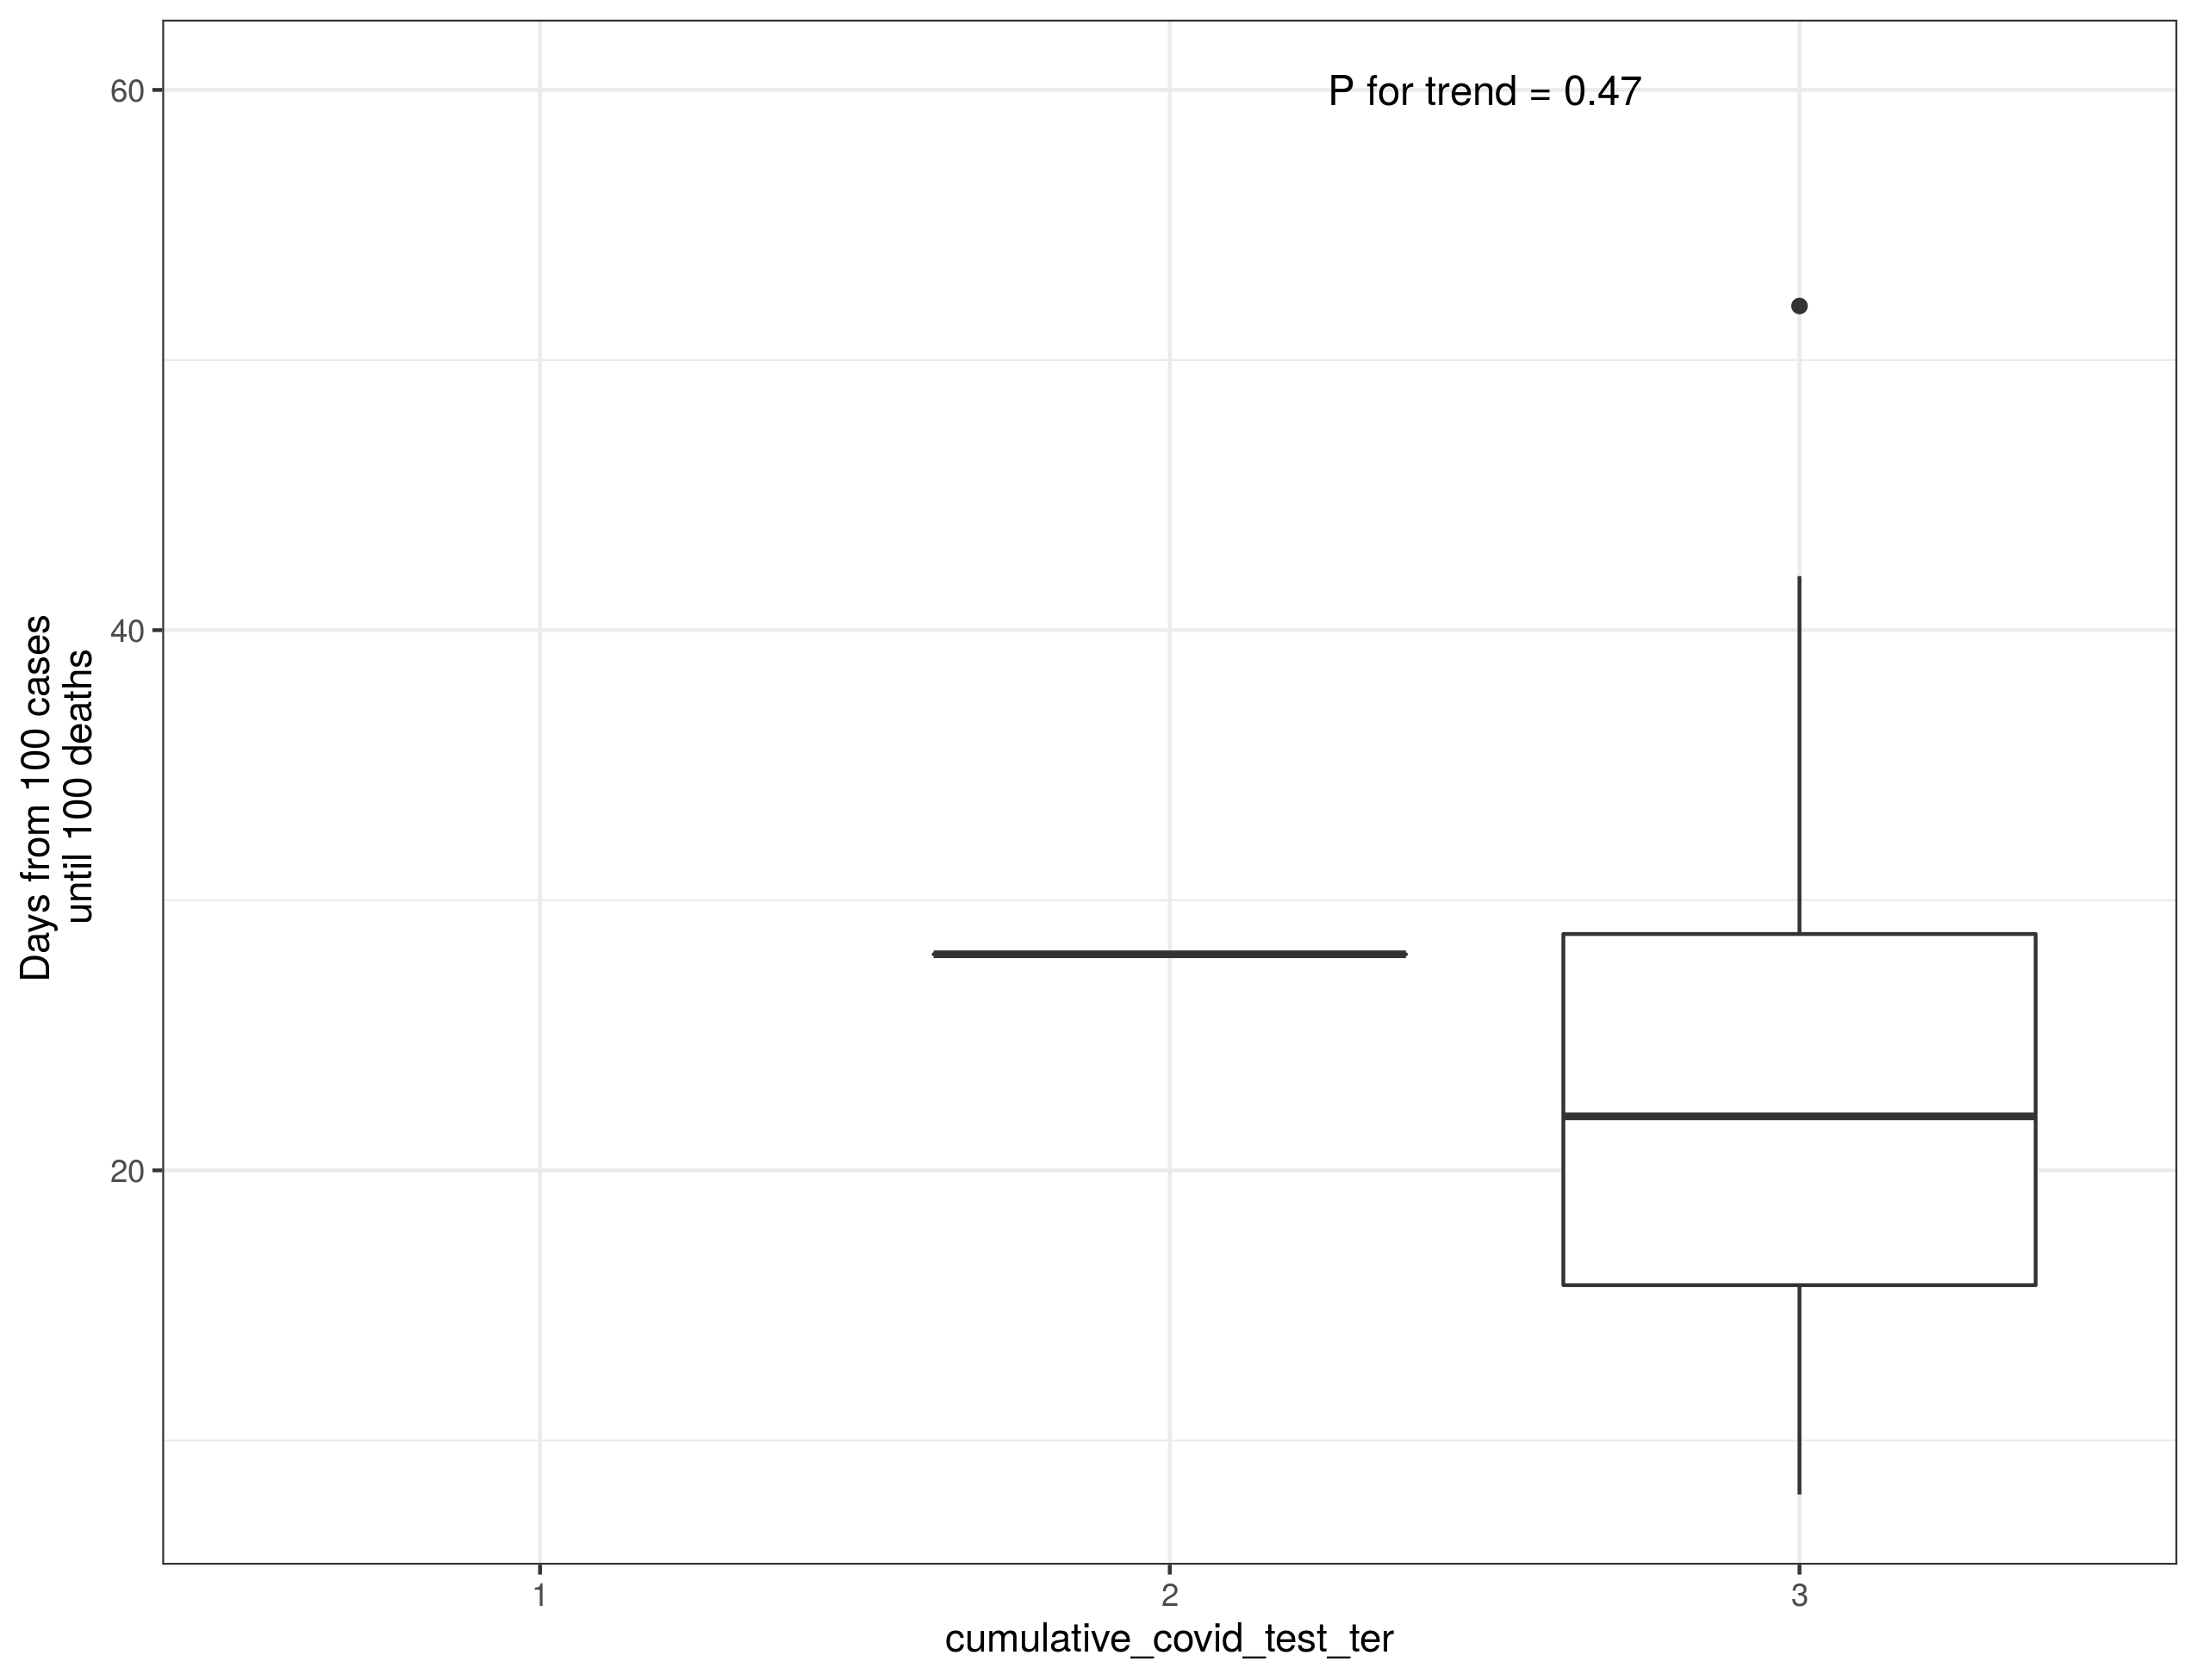 P for trend = 0.47
60
40
20
Days from 100 cases
until 100 deaths
1
2
3
cumulative_covid_test_ter